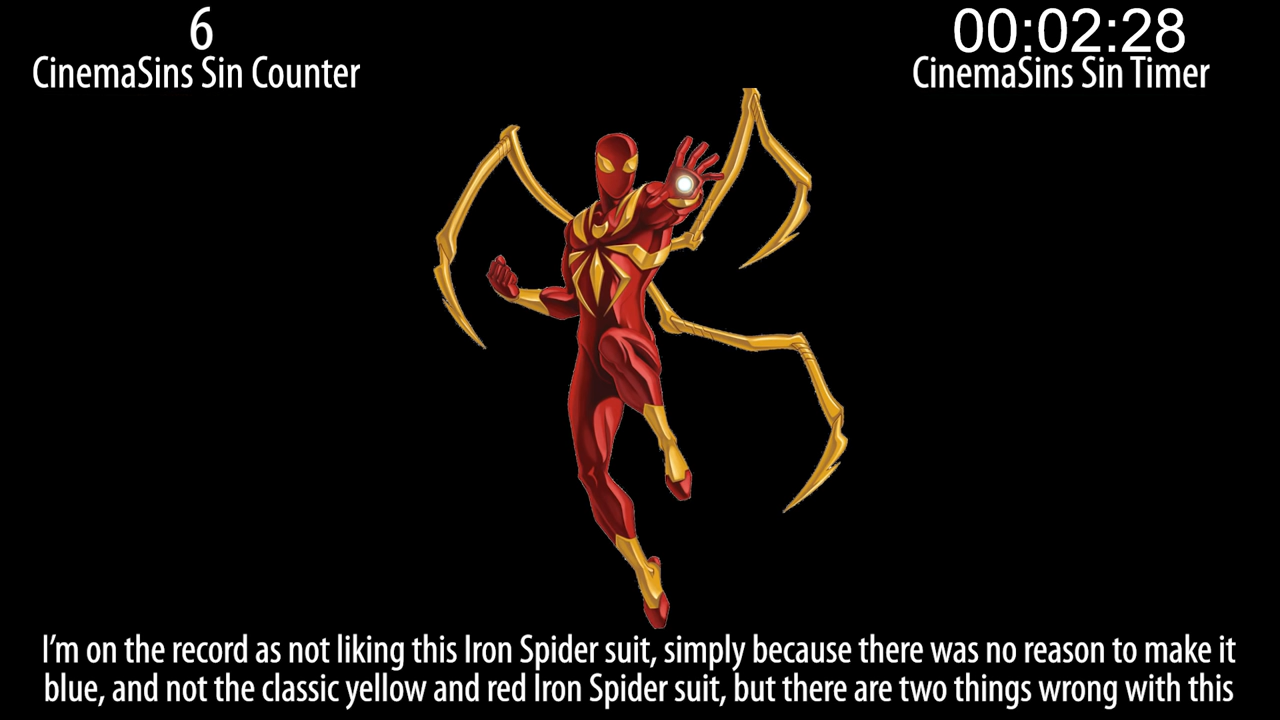 6
CinemaSins Sin Counter
00:02:28
CinemaSins Sin Timer
I'm on the record as not liking this Iron Spider suit, simply because there was no reason to make it
blue, and not the classic yellow and red Iron Spider suit, but there are two things wrong with this